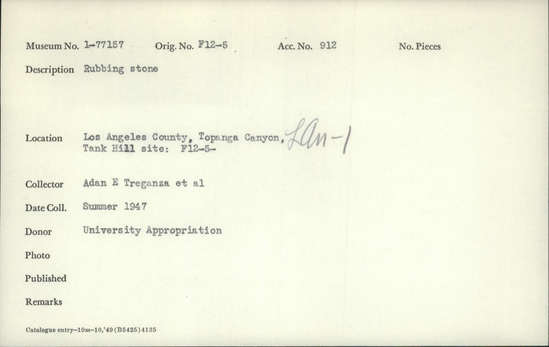 Museum No. 1-77157 Orig. No. F12-5 Acc. No. 912 No. Pieces
Description Rubbing stone
Location Los Angeles County, Topanga Canyon, LAn-1
Tank Hill site: F12-5-
Collector Adan E Treganza et al
Date Coll. Summer 1947
Donor University Appropriation
Photo
Published
Remarks
Catalogue entry—10m-10,'49(B5425)4135